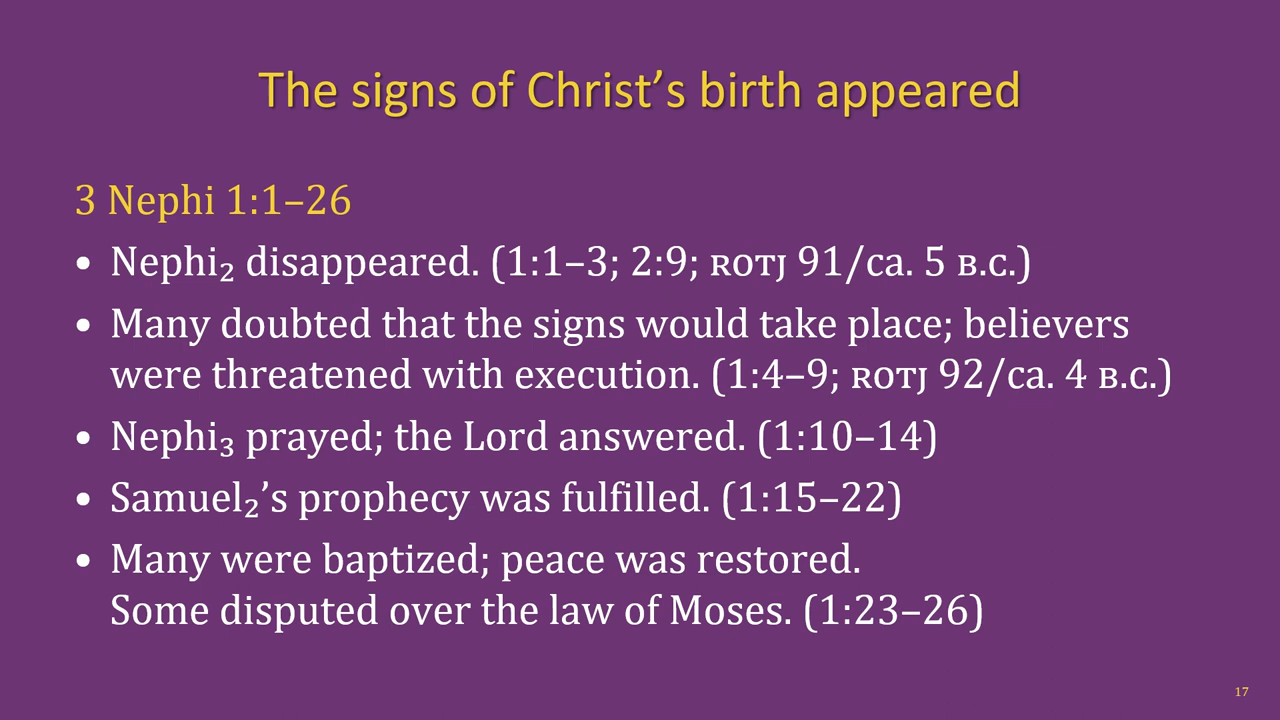 The signs of Christ’s birth appeared
3 Nephi 1:1–26
• Nephi₂ disappeared. (1:1–3; 2:9; ROTJ 91/ca. 5 B.C.)
• Many doubted that the signs would take place; believers
were threatened with execution. (1:4–9; ROTJ 92/ca. 4 B.C.)
• Nephi₃ prayed; the Lord answered. (1:10–14)
• Samuel₂’s prophecy was fulfilled. (1:15–22)
• Many were baptized; peace was restored.
Some disputed over the law of Moses. (1:23–26)
17